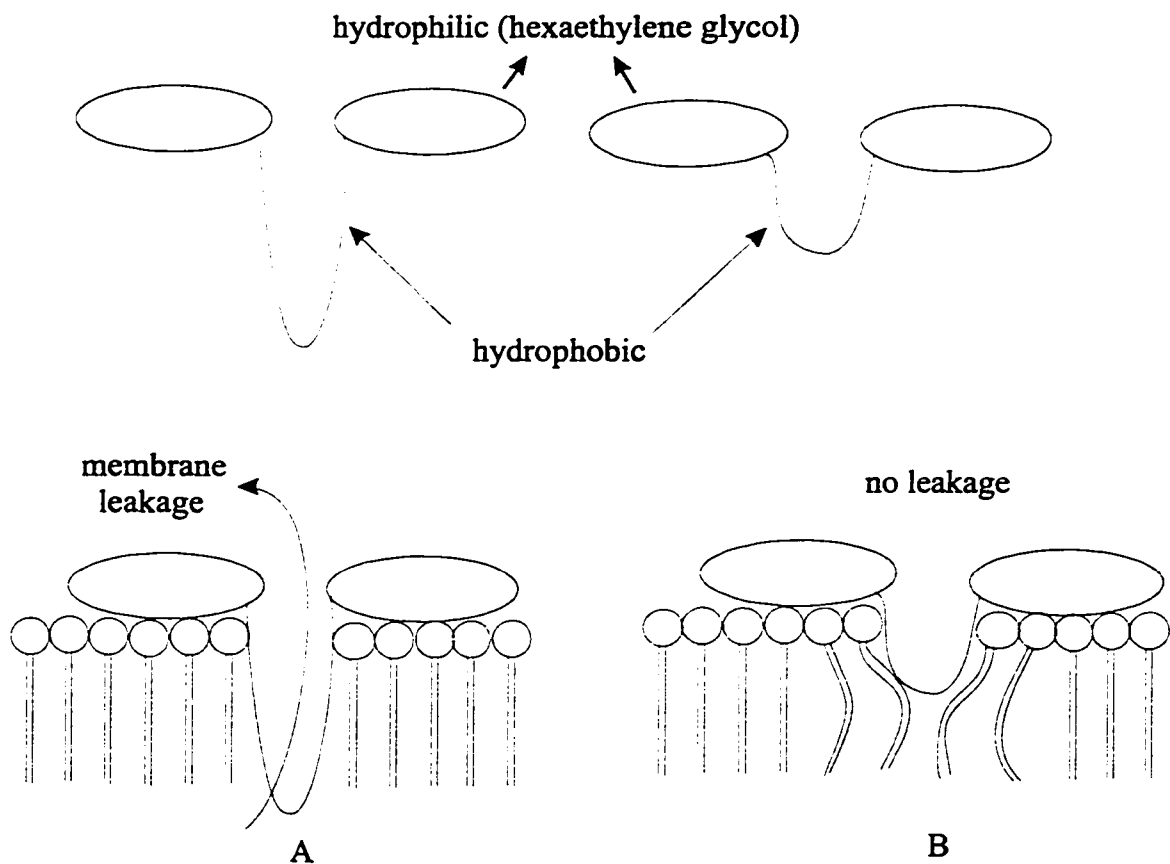 hydrophilic (hexaethylene glycol)
hydrophobic
membrane
leakage
no leakage
A
B